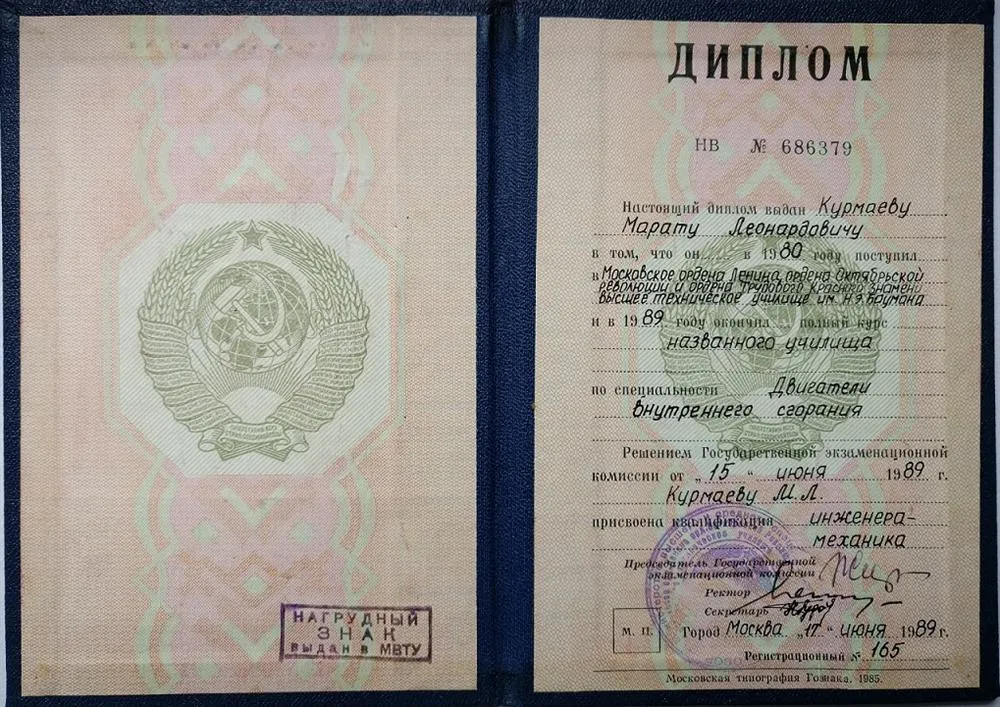 НАГРУДНЫЙ
ЗНАК
выдан в МВТУ
ДИПЛОМ
НВ № 686379
Настоящий диплом выдан Курмаеву
Марату Леонардовичу
в том, что он в 1980 году поступил
в Московское ордена Ленина, ордена Октябрьской
революции и ордена Трудового Красного Знамени
высшее техническое училище им. Н.Э. Баумана
и в 1989 году окончил полный курс
названного училища
по специальности Двигатели
внутреннего сгорания
Решением Государственной экзаменационной
комиссии от „15“ июня 1989 г.
Курмаеву М.Л.
присвоена квалификация инженера-
механика
Председатель Государственной
экзаменационной комиссии
Ректор
Секретарь
М. П. Город Москва „17“ июня 1989 г.
Регистрационный № 165
Московская типография Гознака. 1985.